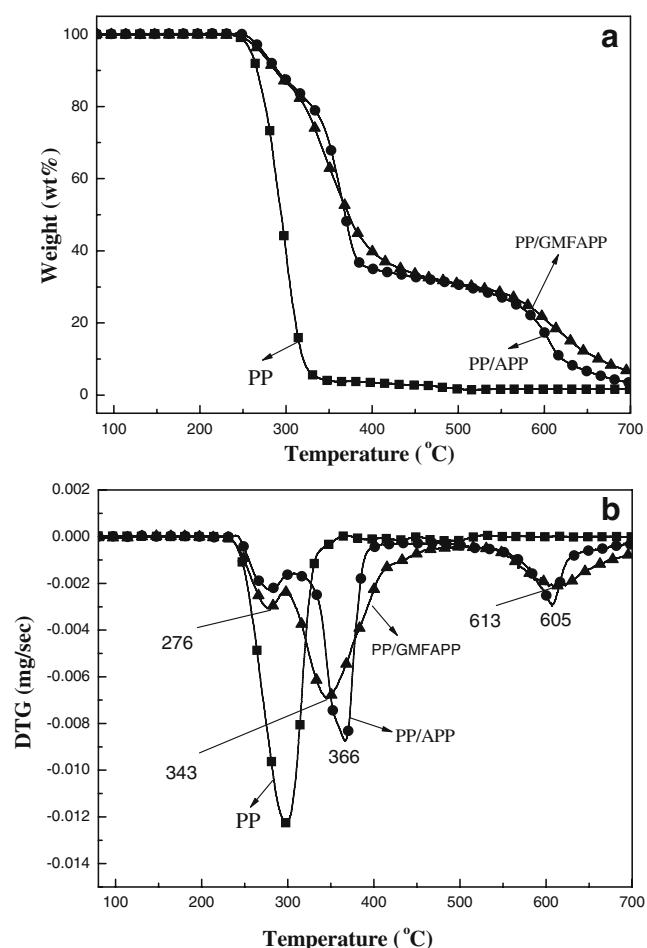 a
100
80
60
40
20
0
Weight (wt%)
PP/GMFAPP
PP/APP
PP
100 200 300 400 500 600 700
Temperature (°C)
b
0.002
0.000
-0.002
-0.004
-0.006
-0.008
-0.010
-0.012
-0.014
DTG (mg/sec)
276
613 605
PP/GMFAPP
343
366
PP/APP
PP
100 200 300 400 500 600 700
Temperature (°C)